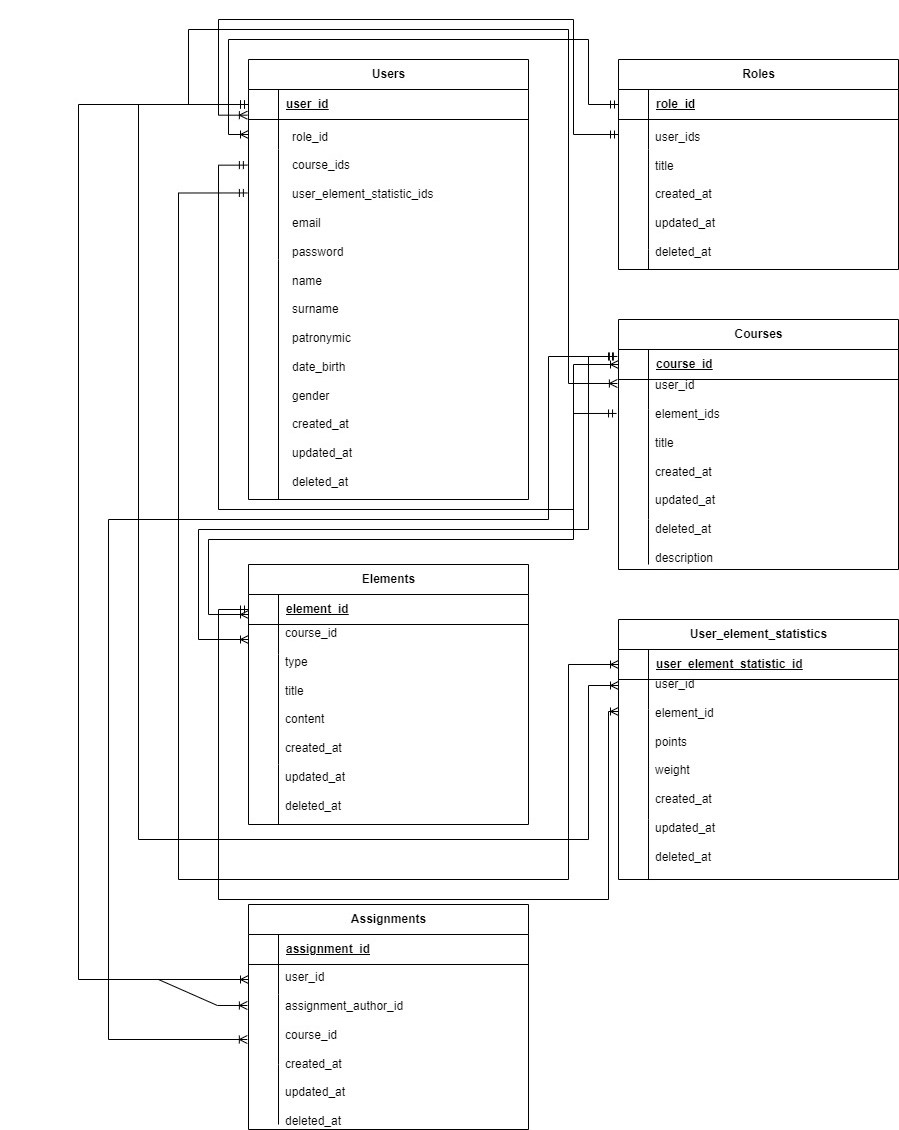 Users
user_id
role_id
course_ids
user_element_statistic_ids
email
password
name
surname
patronymic
date_birth
gender
created_at
updated_at
deleted_at
Roles
role_id
user_ids
title
created_at
updated_at
deleted_at
Courses
course_id
user_id
element_ids
title
created_at
updated_at
deleted_at
description
Elements
element_id
course_id
type
title
content
created_at
updated_at
deleted_at
User_element_statistics
user_element_statistic_id
user_id
element_id
points
weight
created_at
updated_at
deleted_at
Assignments
assignment_id
user_id
assignment_author_id
course_id
created_at
updated_at
deleted_at